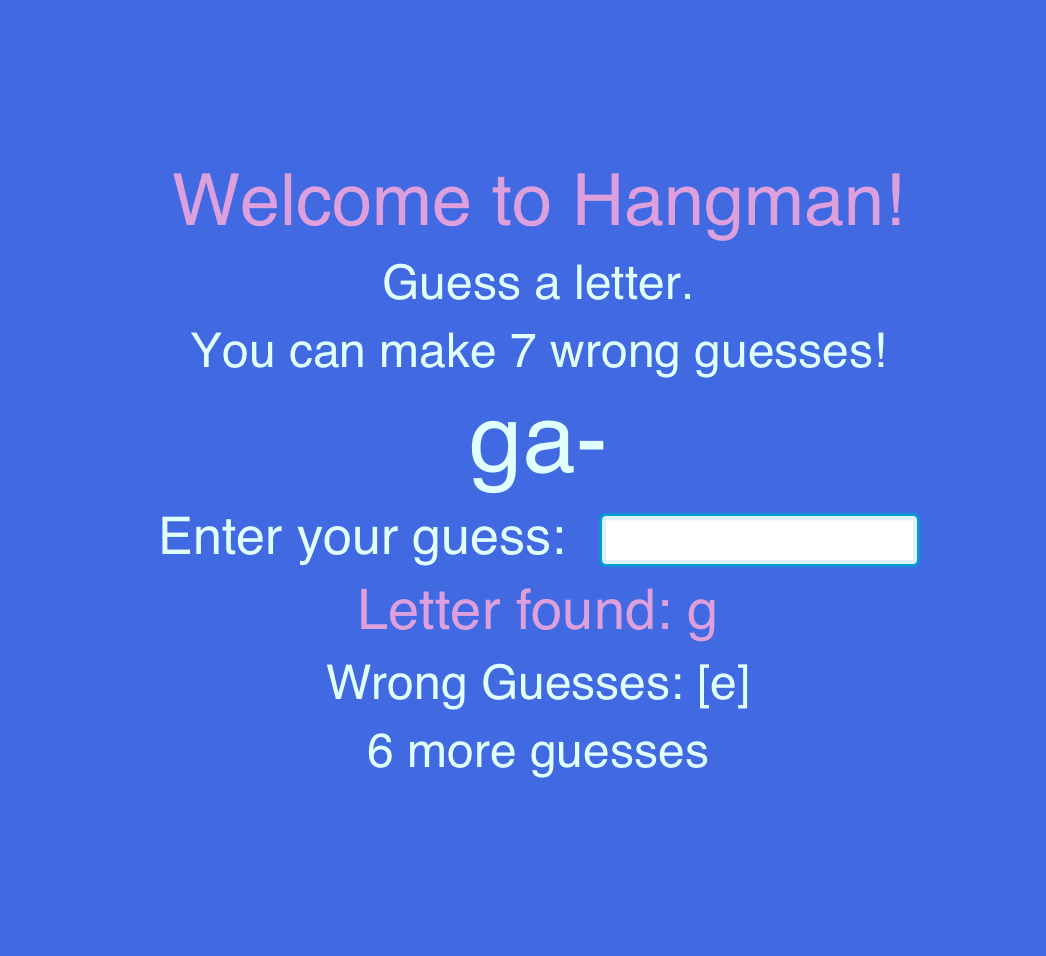 Welcome to Hangman!
Guess a letter.
You can make 7 wrong guesses!
ga-
Enter your guess:
Letter found: g
Wrong Guesses: [e]
6 more guesses